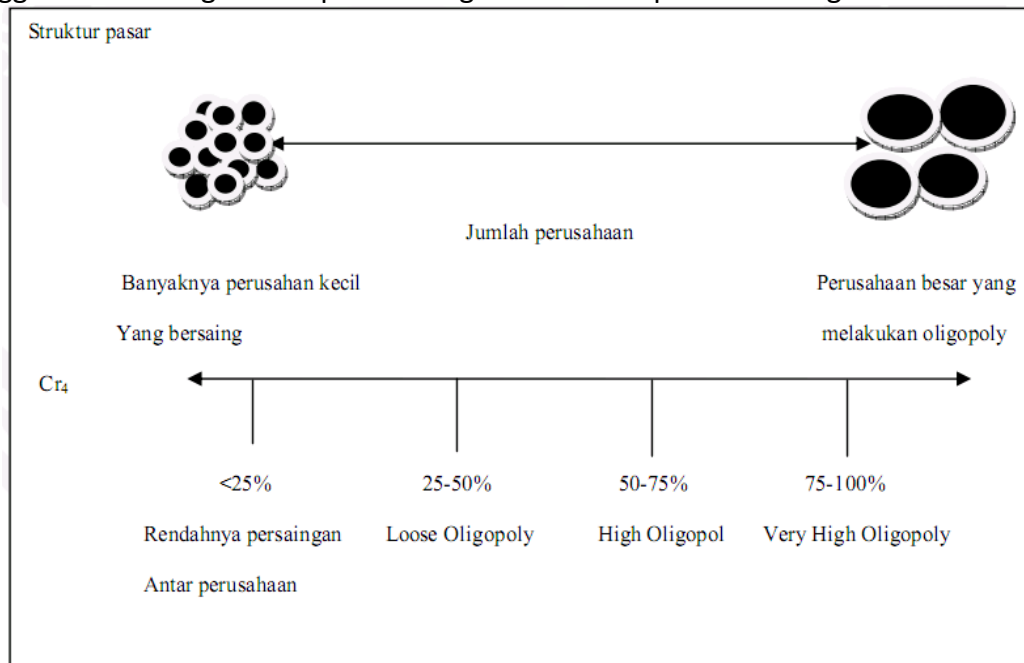 Struktur pasar
Jumlah perusahaan
Banyaknya perusahan kecil
Yang bersaing
Perusahaan besar yang
melakukan oligopoly
Cr₄
<25% 25-50% 50-75% 75-100%
Rendahnya persaingan Loose Oligopoly High Oligopol Very High Oligopoly
Antar perusahaan